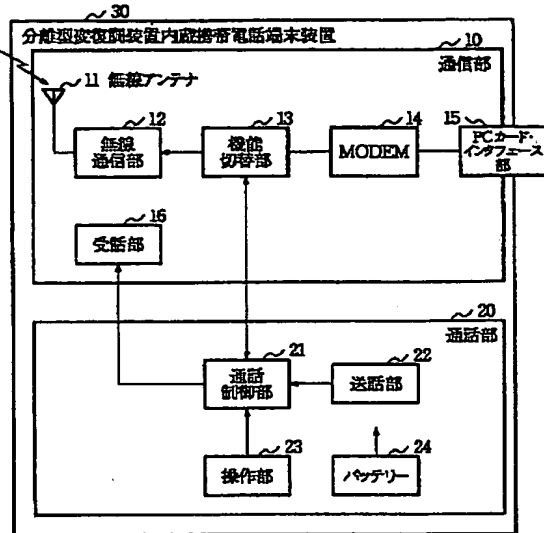 30
分離型変復調装置内蔵携帯電話端末装置
10
通信部
11 無線アンテナ
12
無線
通信部
13
機能
切替部
14
MODEM
15
PCカード・
インタフェース
部
16
受話部
20
通話部
21
通話
制御部
22
送話部
23
操作部
24
バッテリー